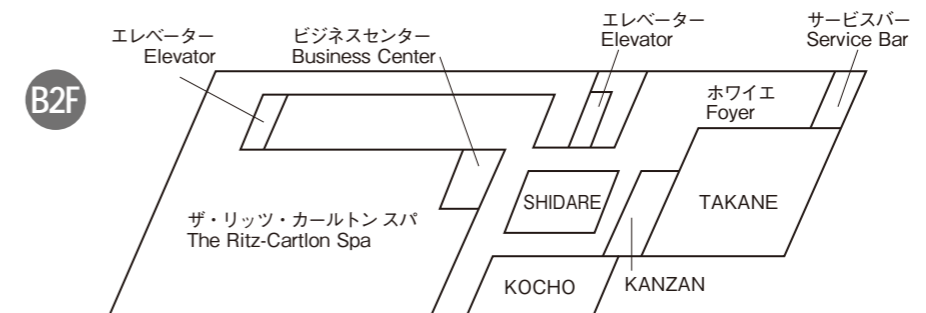 エレベーター
Elevator
ビジネスセンター
Business Center
エレベーター
Elevator
サービスバー
Service Bar
B2F
ホワイエ
Foyer
SHIDARE
TAKANE
ザ・リッツ・カールトン スパ
The Ritz-Cartlon Spa
KOCHO
KANZAN